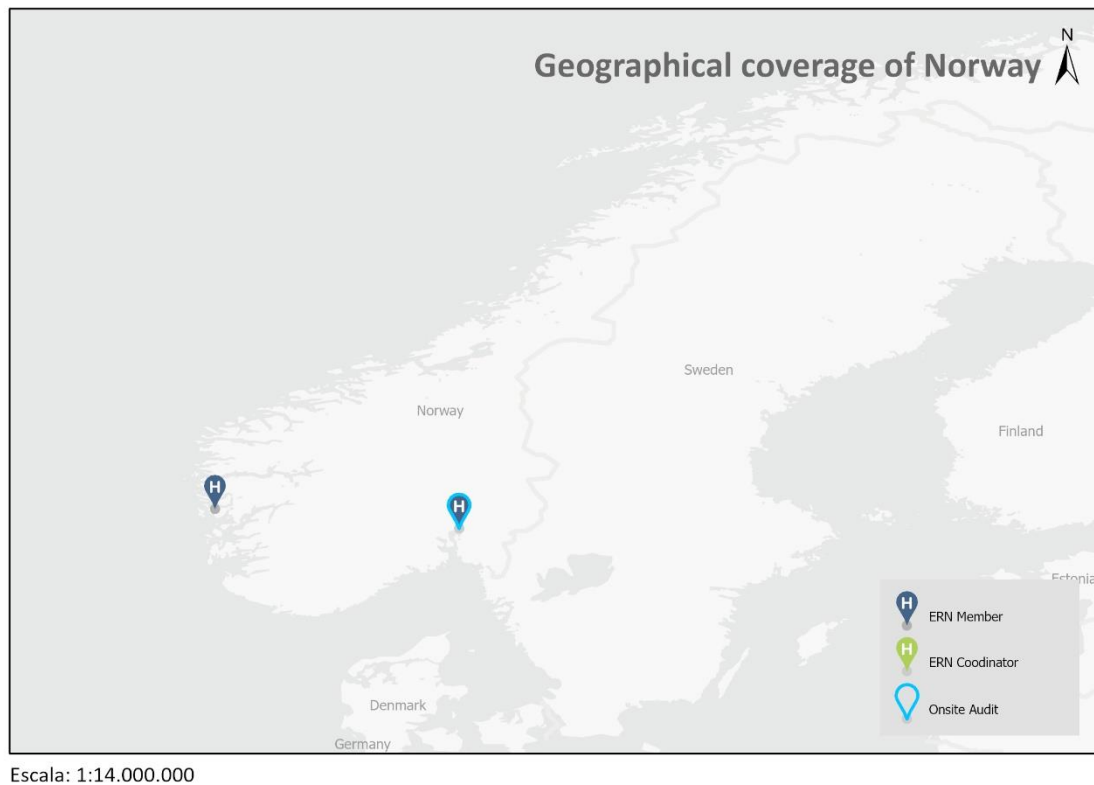 N
Geographical coverage of Norway
Sweden
Norway
Finland
H
H
Estonia
H
ERN Member
H
ERN Coodinator
Onsite Audit
Denmark
Germany
Escala: 1:14.000.000